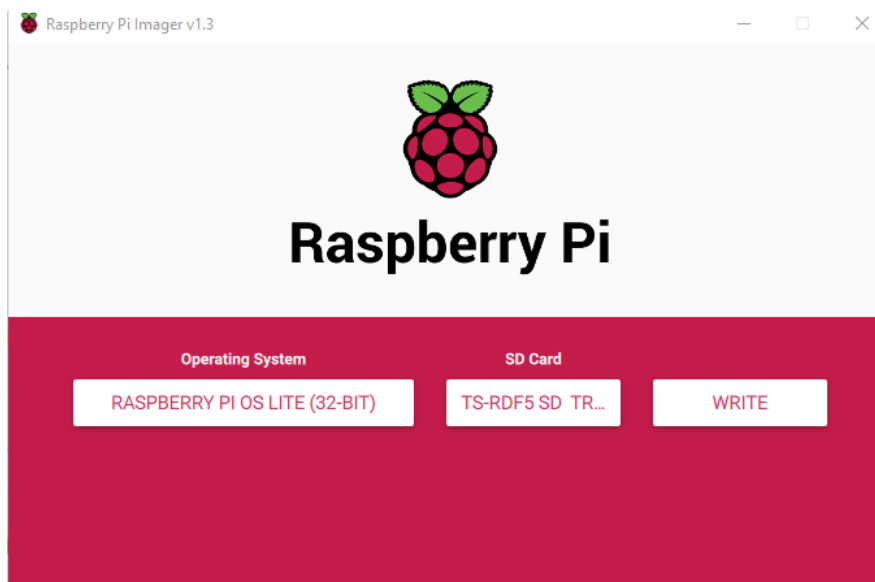 Raspberry Pi Imager v1.3
Raspberry Pi
Operating System
SD Card
RASPBERRY PI OS LITE (32-BIT)
TS-RDF5 SD TR...
WRITE